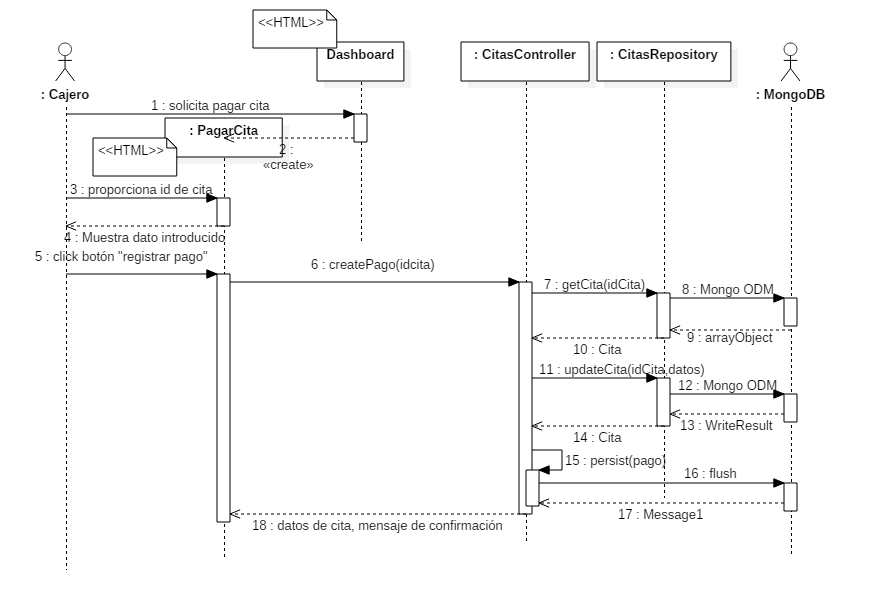 <<HTML>>
Dashboard
: CitasController
: CitasRepository
: Cajero
: MongoDB
1 : solicita pagar cita
: PagarCita
<<HTML>>
2 :
«create»
3 : proporciona id de cita
4 : Muestra dato introducido
5 : click botón "registrar pago"
6 : createPago(idcita)
7 : getCita(idCita)
8 : Mongo ODM
9 : arrayObject
10 : Cita
11 : updateCita(idCita,datos)
12 : Mongo ODM
13 : WriteResult
14 : Cita
15 : persist(pago)
16 : flush
17 : Message1
18 : datos de cita, mensaje de confirmación